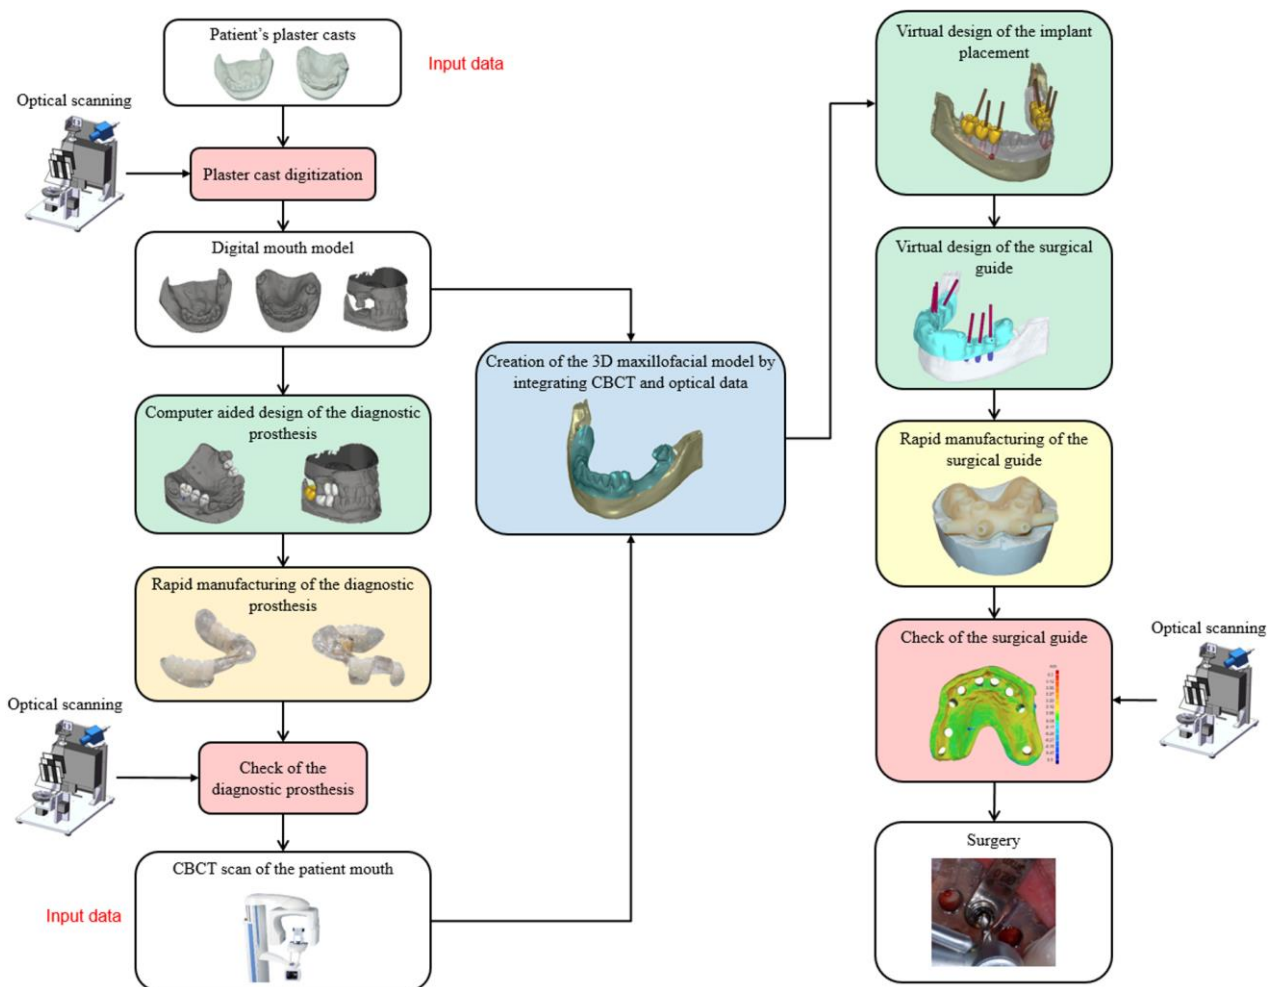 Patient's plaster casts
Input data
Optical scanning
Plaster cast digitization
Digital mouth model
Computer aided design of the diagnostic
prosthesis
Rapid manufacturing of the diagnostic
prosthesis
Optical scanning
Check of the
diagnostic prosthesis
CBCT scan of the patient mouth
Input data
Creation of the 3D maxillofacial model by
integrating CBCT and optical data
Virtual design of the implant
placement
Virtual design of the surgical
guide
Rapid manufacturing of the
surgical guide
Check of the surgical guide
Optical scanning
Surgery